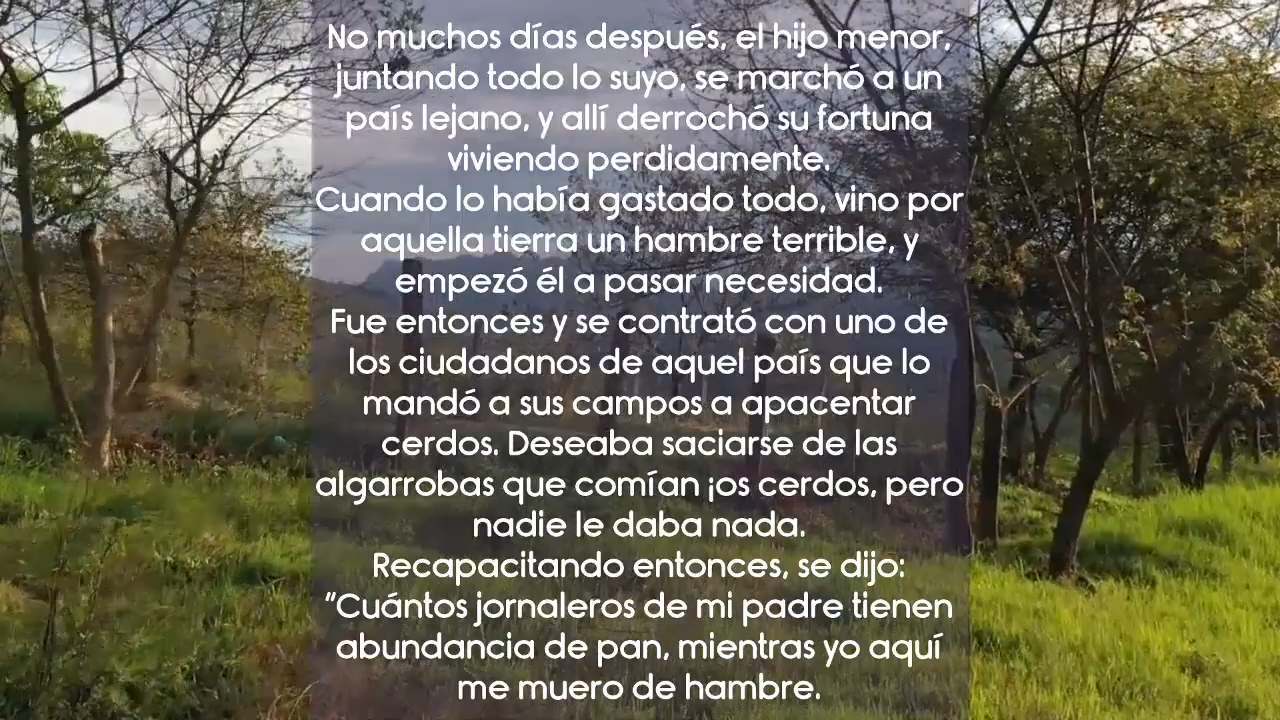 No muchos días después, el hijo menor,
juntando todo lo suyo, se marchó a un
país lejano, y allí derrochó su fortuna
viviendo perdidamente.
Cuando lo había gastado todo, vino por
aquella tierra un hambre terrible, y
empezó él a pasar necesidad.
Fue entonces y se contrató con uno de
los ciudadanos de aquel país que lo
mandó a sus campos a apacentar
cerdos. Deseaba saciarse de las
algarrobas que comían ¡os cerdos, pero
nadie le daba nada.
Recapacitando entonces, se dijo:
"Cuántos jornaleros de mi padre tienen
abundancia de pan, mientras yo aquí
me muero de hambre.